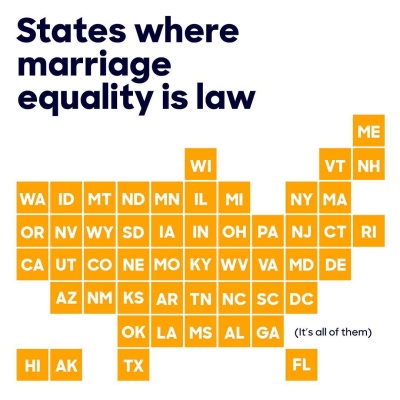 States where
marriage
equality is law
ME
WI VT NH
WA ID MT ND MN IL MI NY MA
OR NV WY SD IA IN OH PA NJ CT RI
CA UT CO NE MO KY WV VA MD DE
AZ NM KS AR TN NC SC DC
OK LA MS AL GA (It's all of them)
HI AK TX FL